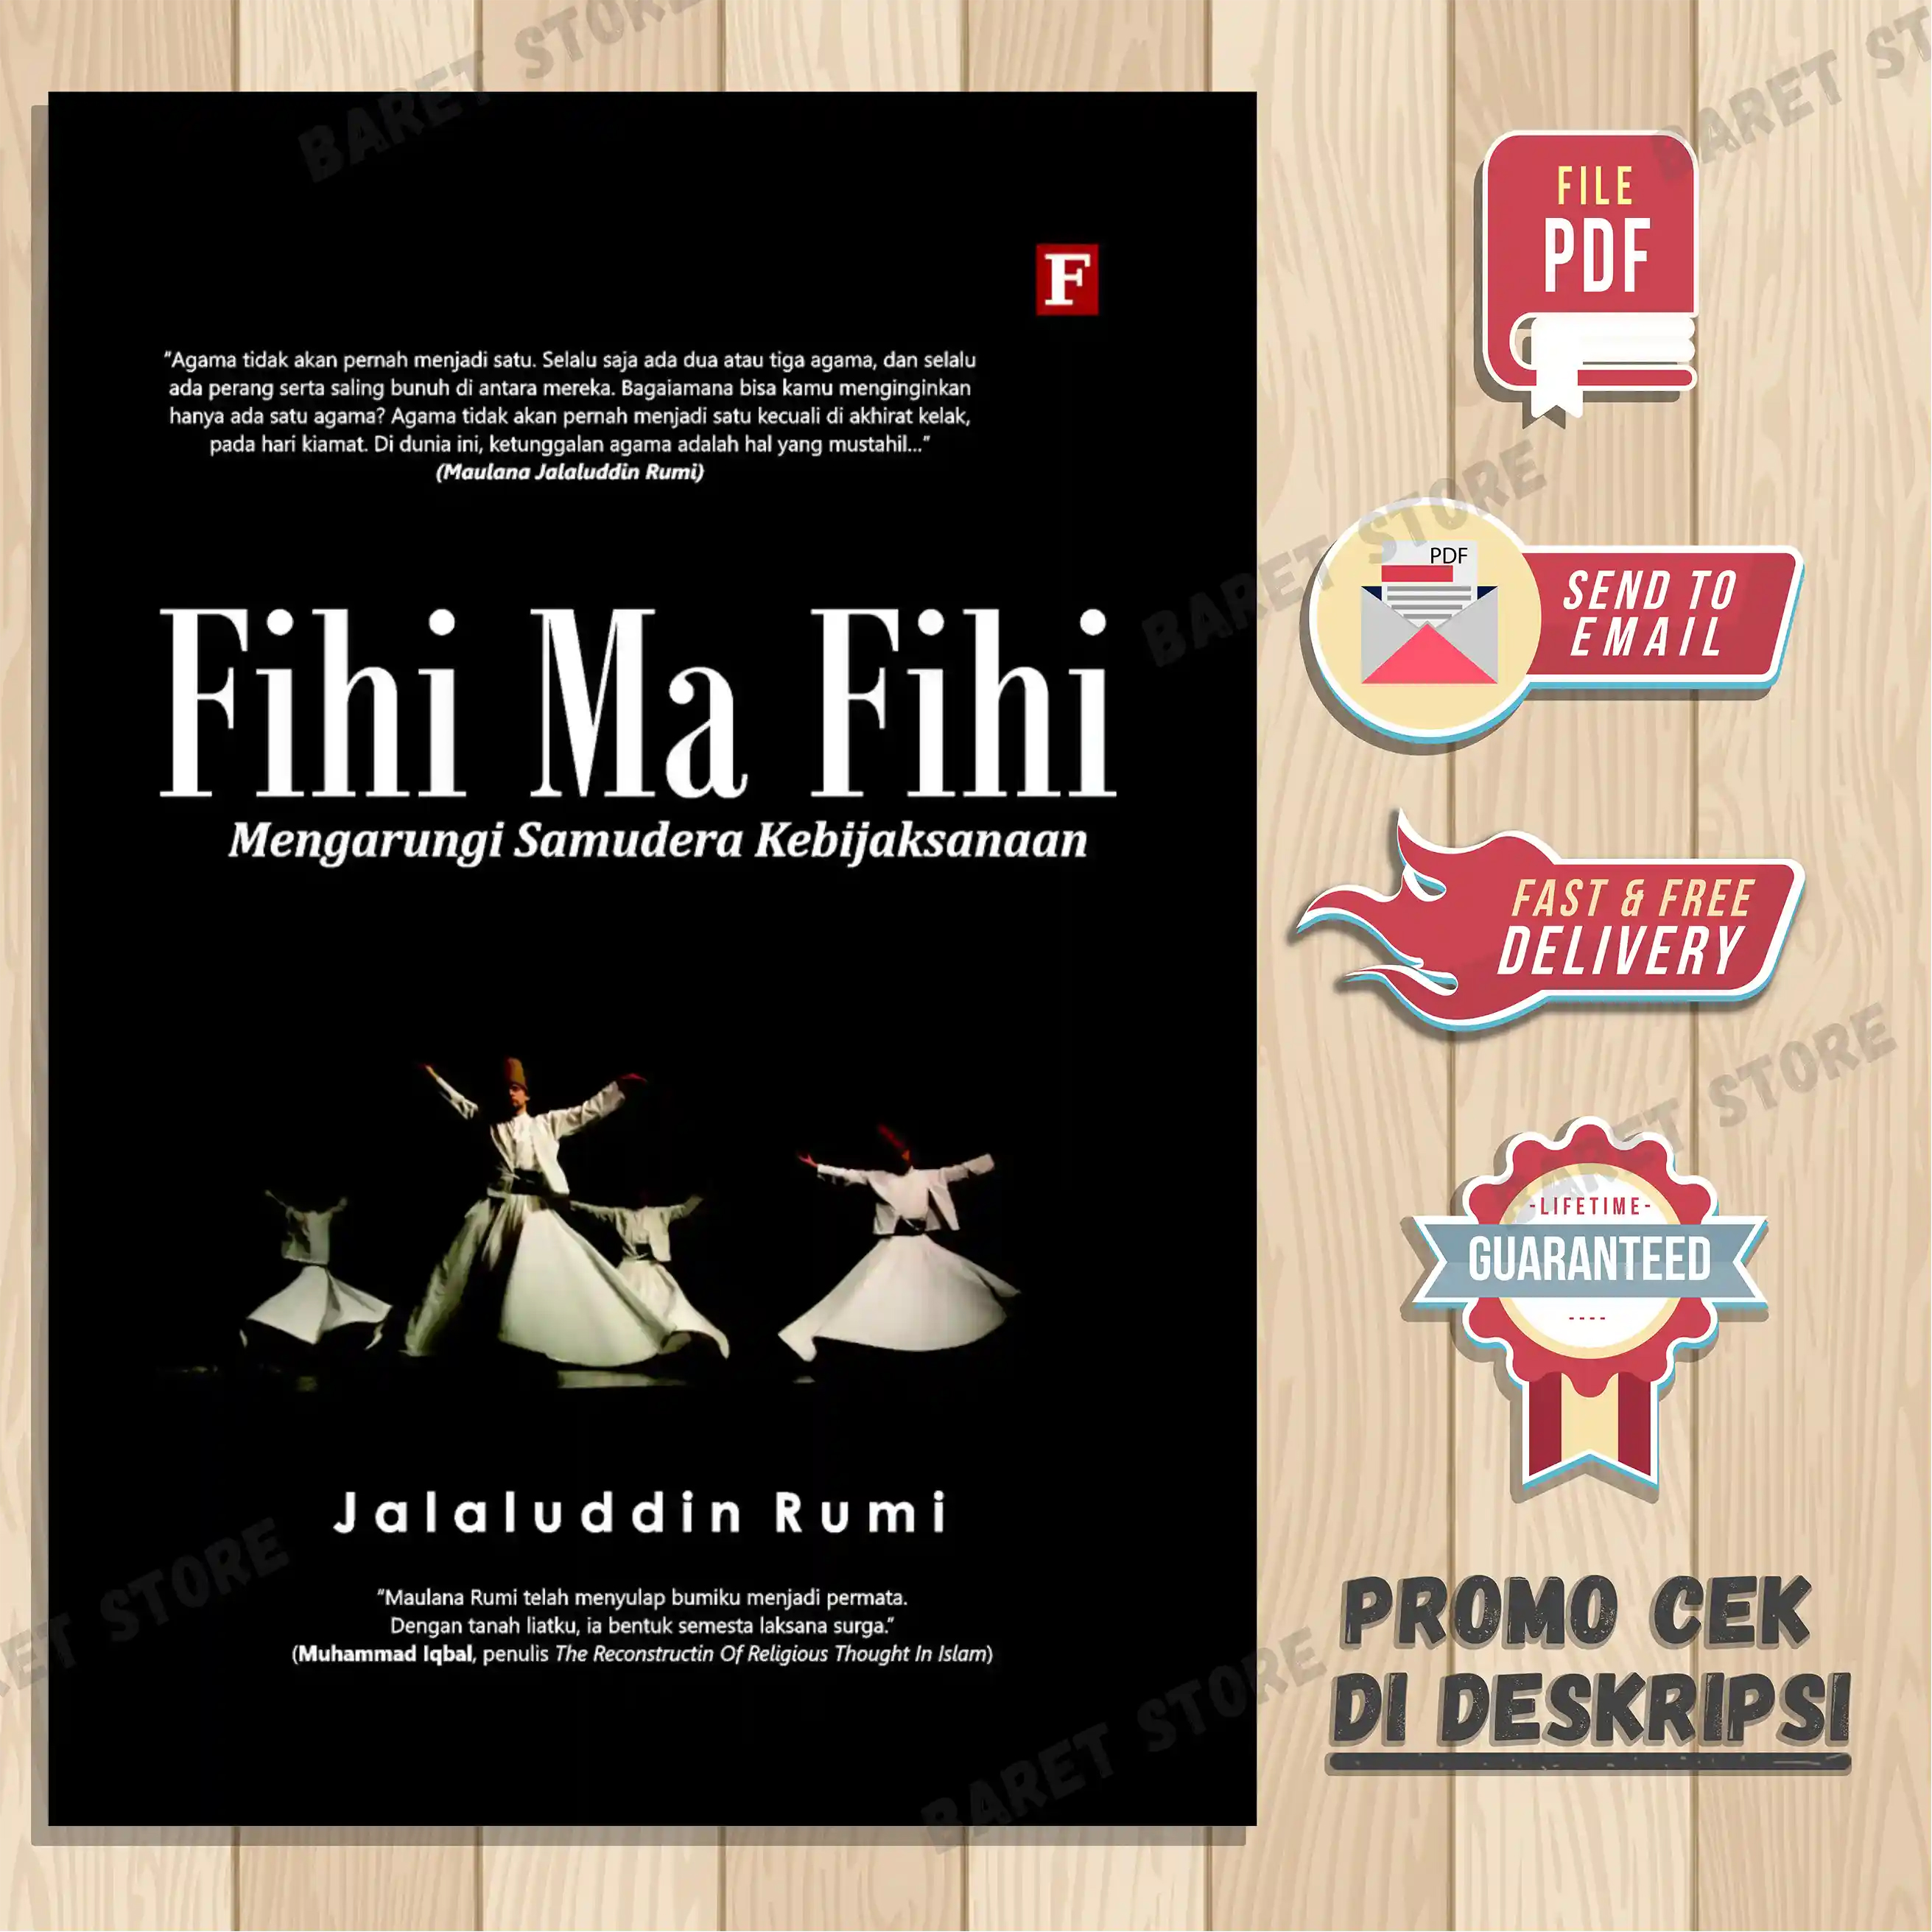 F
"Agama tidak akan pernah menjadi satu. Selalu saja ada dua atau tiga agama, dan selalu
ada perang serta saling bunuh di antara mereka. Bagaiamana bisa kamu menginginkan
hanya ada satu agama? Agama tidak akan pernah menjadi satu kecuali di akhirat kelak,
pada hari kiamat. Di dunia ini, ketunggalan agama adalah hal yang mustahil..."
(Maulana Jalaluddin Rumi)
Fihi Ma Fihi
Mengarungi Samudera Kebijaksanaan
Jalaluddin Rumi
"Maulana Rumi telah menyulap bumiku menjadi permata.
Dengan tanah liatku, ia bentuk semesta laksana surga."
(Muhammad Iqbal, penulis The Reconstructin Of Religious Thought In Islam)
FILE
PDF
PDF
SEND TO
EMAIL
FAST & FREE
DELIVERY
-LIFETIME-
GUARANTEED
----
PROMO CEK
DI DESKRIPSI
BARET STORE
BARET ST
BARET STORE
BARET STORE
ET STORE
BARET STORE